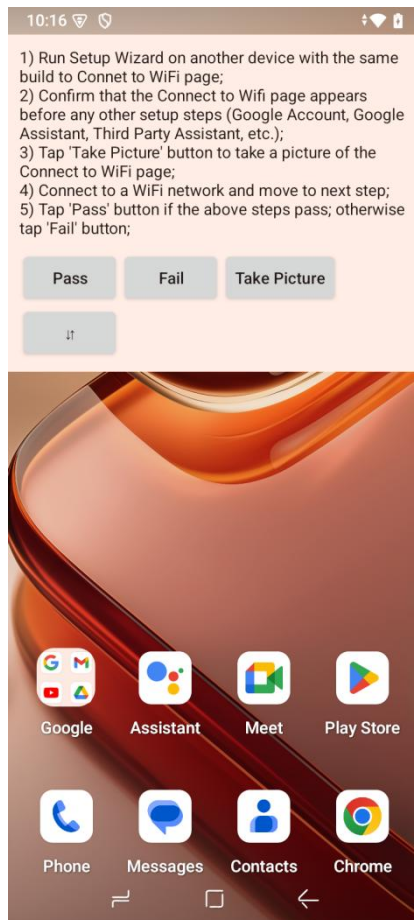 10:16
1) Run Setup Wizard on another device with the same
build to Connet to WiFi page;
2) Confirm that the Connect to Wifi page appears
before any other setup steps (Google Account, Google
Assistant, Third Party Assistant, etc.);
3) Tap 'Take Picture' button to take a picture of the
Connect to WiFi page;
4) Connect to a WiFi network and move to next step;
5) Tap 'Pass' button if the above steps pass; otherwise
tap 'Fail' button;
Pass Fail Take Picture
Google Assistant Meet Play Store
Phone Messages Contacts Chrome